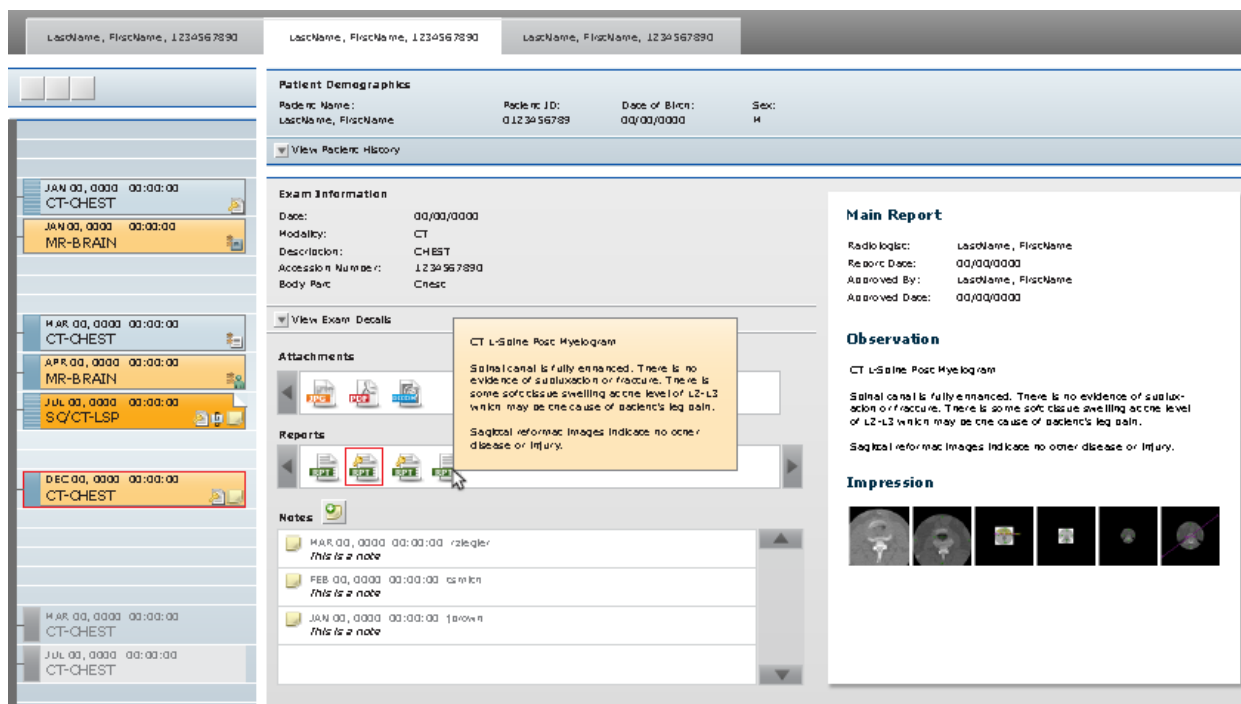 LastName, FirstName, 1234567890
LastName, FirstName, 1234567890
LastName, FirstName, 1234567890
Patient Demographics
Patient Name: Patient ID: Date of Birth: Sex:
LastName, FirstName 0123456789 00/00/0000 M
View Patient History
JAN 00, 0000 00:00:00
CT-CHEST
JAN 00, 0000 00:00:00
MR-BRAIN
MAR 00, 0000 00:00:00
CT-CHEST
APR 00, 0000 00:00:00
MR-BRAIN
JUL 00, 0000 00:00:00
SC/CT-LSP
DEC 00, 0000 00:00:00
CT-CHEST
MAR 00, 0000 00:00:00
CT-CHEST
JUL 00, 0000 00:00:00
CT-CHEST
Exam Information
Date: 00/00/0000
Modality: CT
Description: CHEST
Accession Number: 1234567890
Body Part Chest
View Exam Details
Attachments
JPG
PDF
DICOM
Reports
RPT
RPT
RPT
CT L-Spine Post Myelogram
Spinal canal is fully enhanced. There is no
evidence of subluxation or fracture. There is
some soft tissue swelling at the level of L2-L3
which may be the cause of patient's leg pain.
Sagittal reformat images indicate no other
disease or injury.
Notes
MAR 00, 0000 00:00:00 rziegler
This is a note
FEB 00, 0000 00:00:00
This is a note
JAN 00, 0000 00:00:00 jbrown
This is a note
Main Report
Radiologist: LastName, FirstName
Report Date: 00/00/0000
Approved By: LastName, FirstName
Approved Date: 00/00/0000
Observation
CT L-Spine Post Myelogram
Spinal canal is fully enhanced. There is no evidence of sublux-
ation or fracture. There is some soft tissue swelling at the level
of L2-L3 which may be the cause of patient's leg pain.
Sagittal reformat images indicate no other disease or injury.
Impression